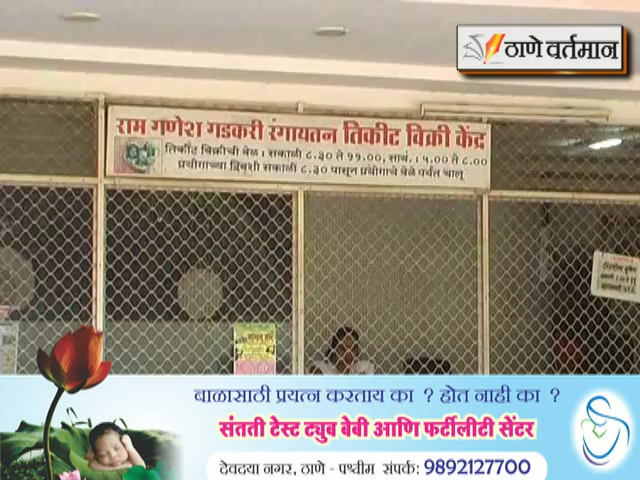 ठाणे वर्तमान
राम गणेश गडकरी रंगायतन तिकीट विक्री केंद्र
तिकीट विक्रीची वेळ : सकाळी ८.३० ते ११.००, सायं. : ५.०० ते ८.००
प्रयोगाच्या दिवशी सकाळी ८.३० पासून प्रयोगाचे वेळे पर्यंत चालू
बाळासाठी प्रयत्न करताय का ? होत नाही का ?
संतती टेस्ट ट्युब बेबी आणि फर्टीलीटी सेंटर
देवदया नगर, ठाणे - पश्चीम संपर्क: 9892127700